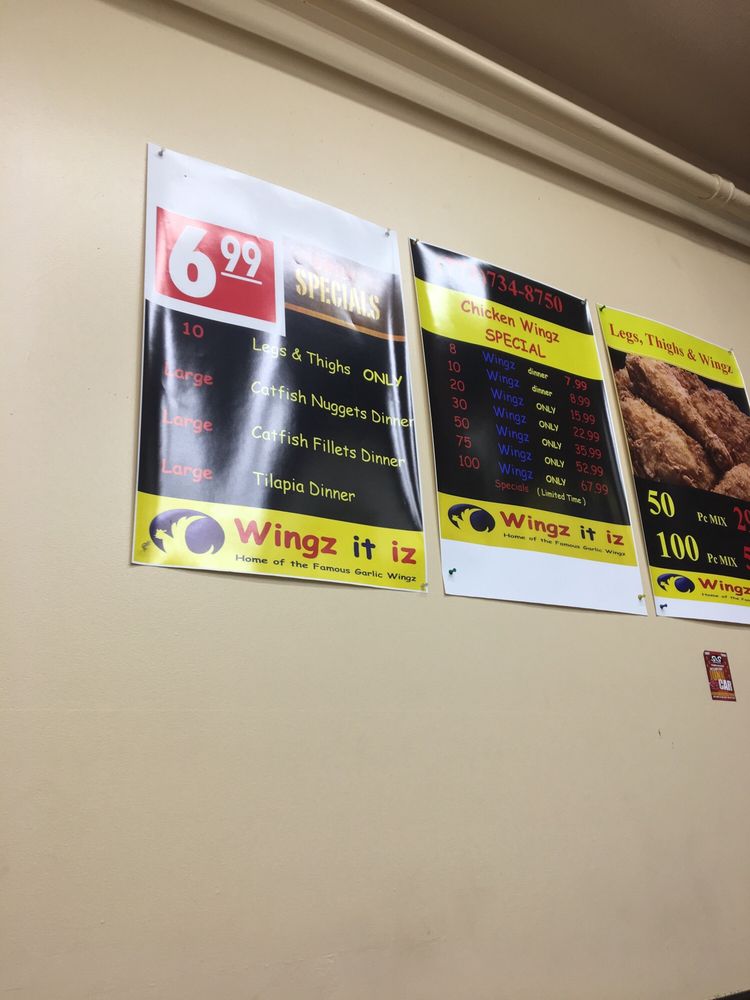 6 99
SPECIALS
10 Legs & Thighs ONLY
Large Catfish Nuggets Dinner
Large Catfish Fillets Dinner
Large Tilapia Dinner
Wingz it iz
Home of the Famous Garlic Wingz
734-8750
Chicken Wingz
SPECIAL
8 Wingz dinner 7.99
10 Wingz dinner 8.99
20 Wingz ONLY 15.99
30 Wingz ONLY 22.99
50 Wingz ONLY 35.99
75 Wingz ONLY 52.99
100 Wingz ONLY 67.99
Specials (Limited Time)
Wingz it iz
Home of the Famous Garlic Wingz
Legs, Thighs & Wingz
50 Pc MIX
100 Pc MIX
Wingz
Home of the